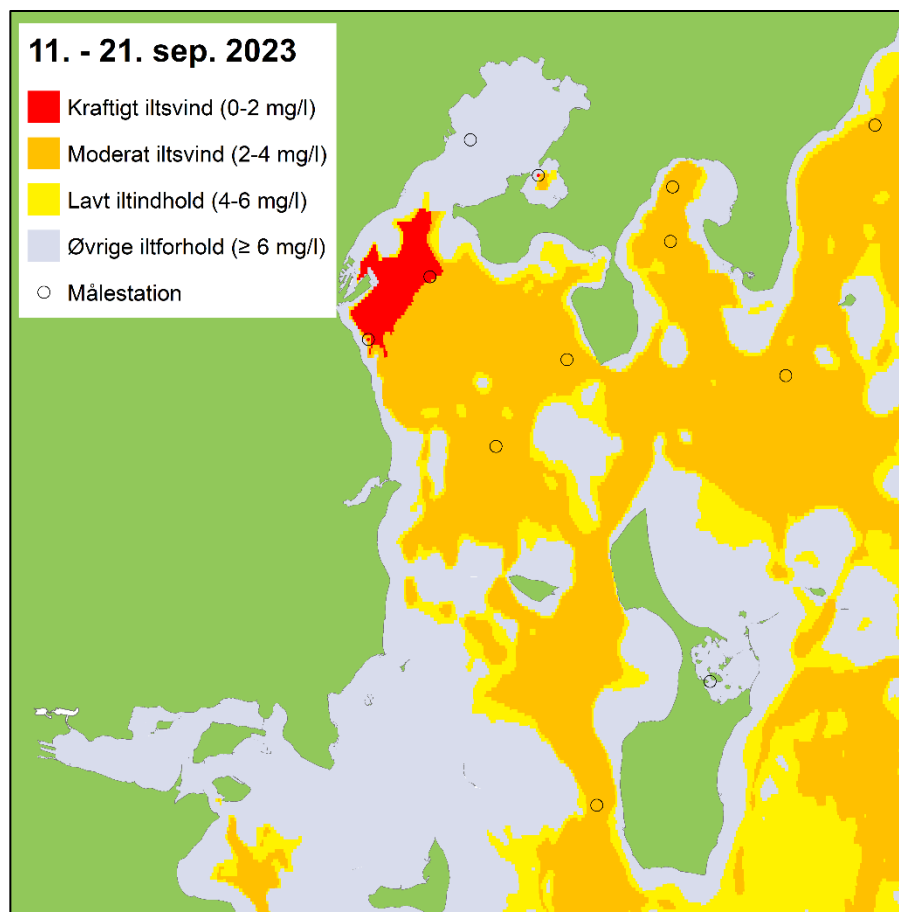 11. - 21. sep. 2023
Kraftigt iltsvind (0-2 mg/l)
Moderat iltsvind (2-4 mg/l)
Lavt iltindhold (4-6 mg/l)
Øvrige iltforhold (≥ 6 mg/l)
Målestation